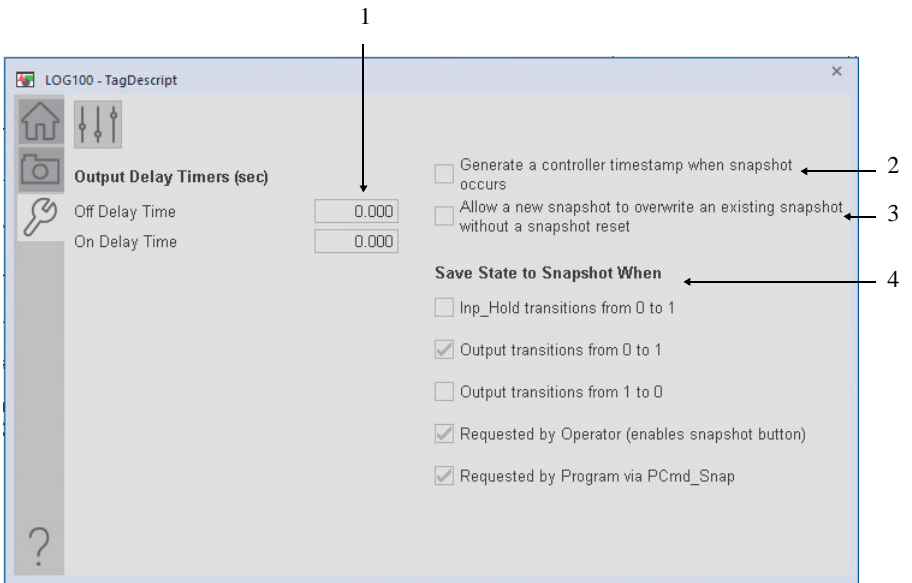 1
LOG100 - TagDescript
×
Output Delay Timers (sec)
Off Delay Time 0.000
On Delay Time 0.000
Generate a controller timestamp when snapshot
occurs
2
Allow a new snapshot to overwrite an existing snapshot
without a snapshot reset
3
Save State to Snapshot When
4
Inp_Hold transitions from 0 to 1
Output transitions from 0 to 1
Output transitions from 1 to 0
Requested by Operator (enables snapshot button)
Requested by Program via PCmd_Snap
?